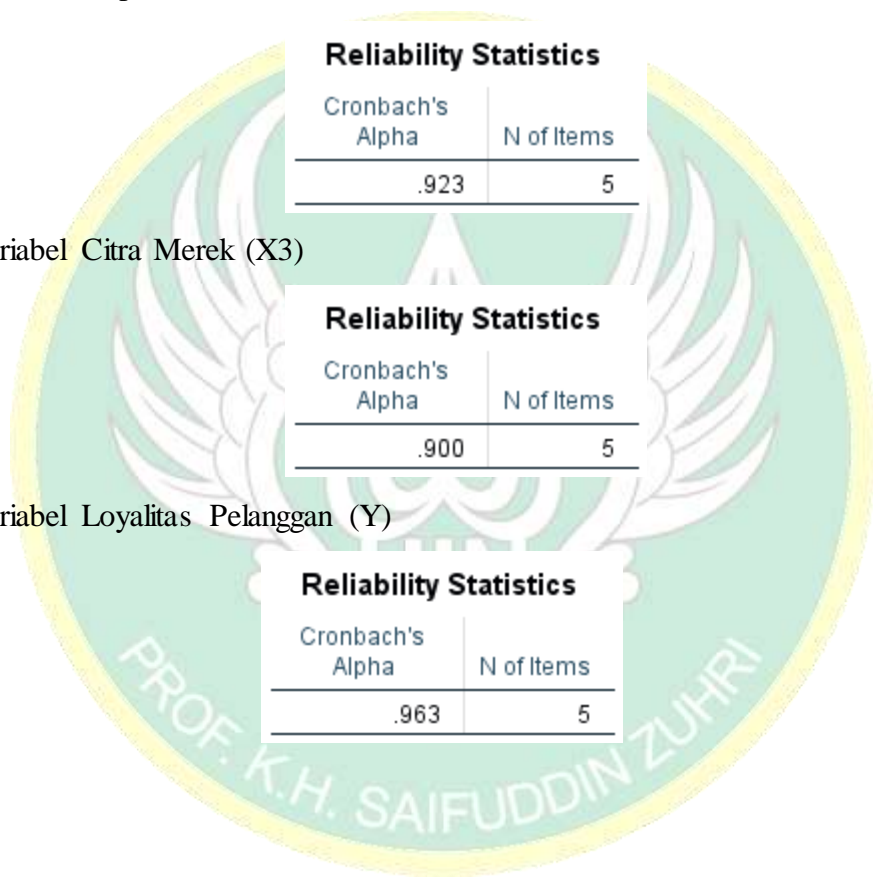 Reliability Statistics
Cronbach's Alpha N of Items
.923 5
riabel Citra Merek (X3)
Reliability Statistics
Cronbach's Alpha N of Items
.900 5
riabel Loyalitas Pelanggan (Y)
Reliability Statistics
Cronbach's Alpha N of Items
.963 5
PROF. K.H. SAIFUDDIN ZUHRI